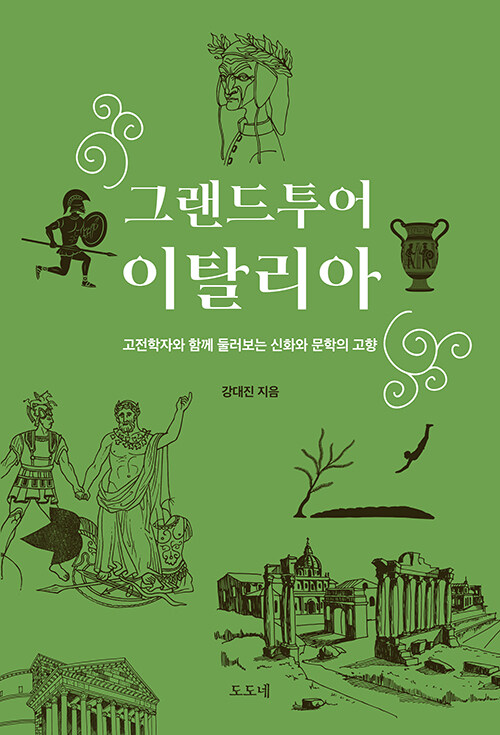 그랜드투어
이탈리아
고전학자와 함께 둘러보는 신화와 문학의 고향
강대진 지음
도도네